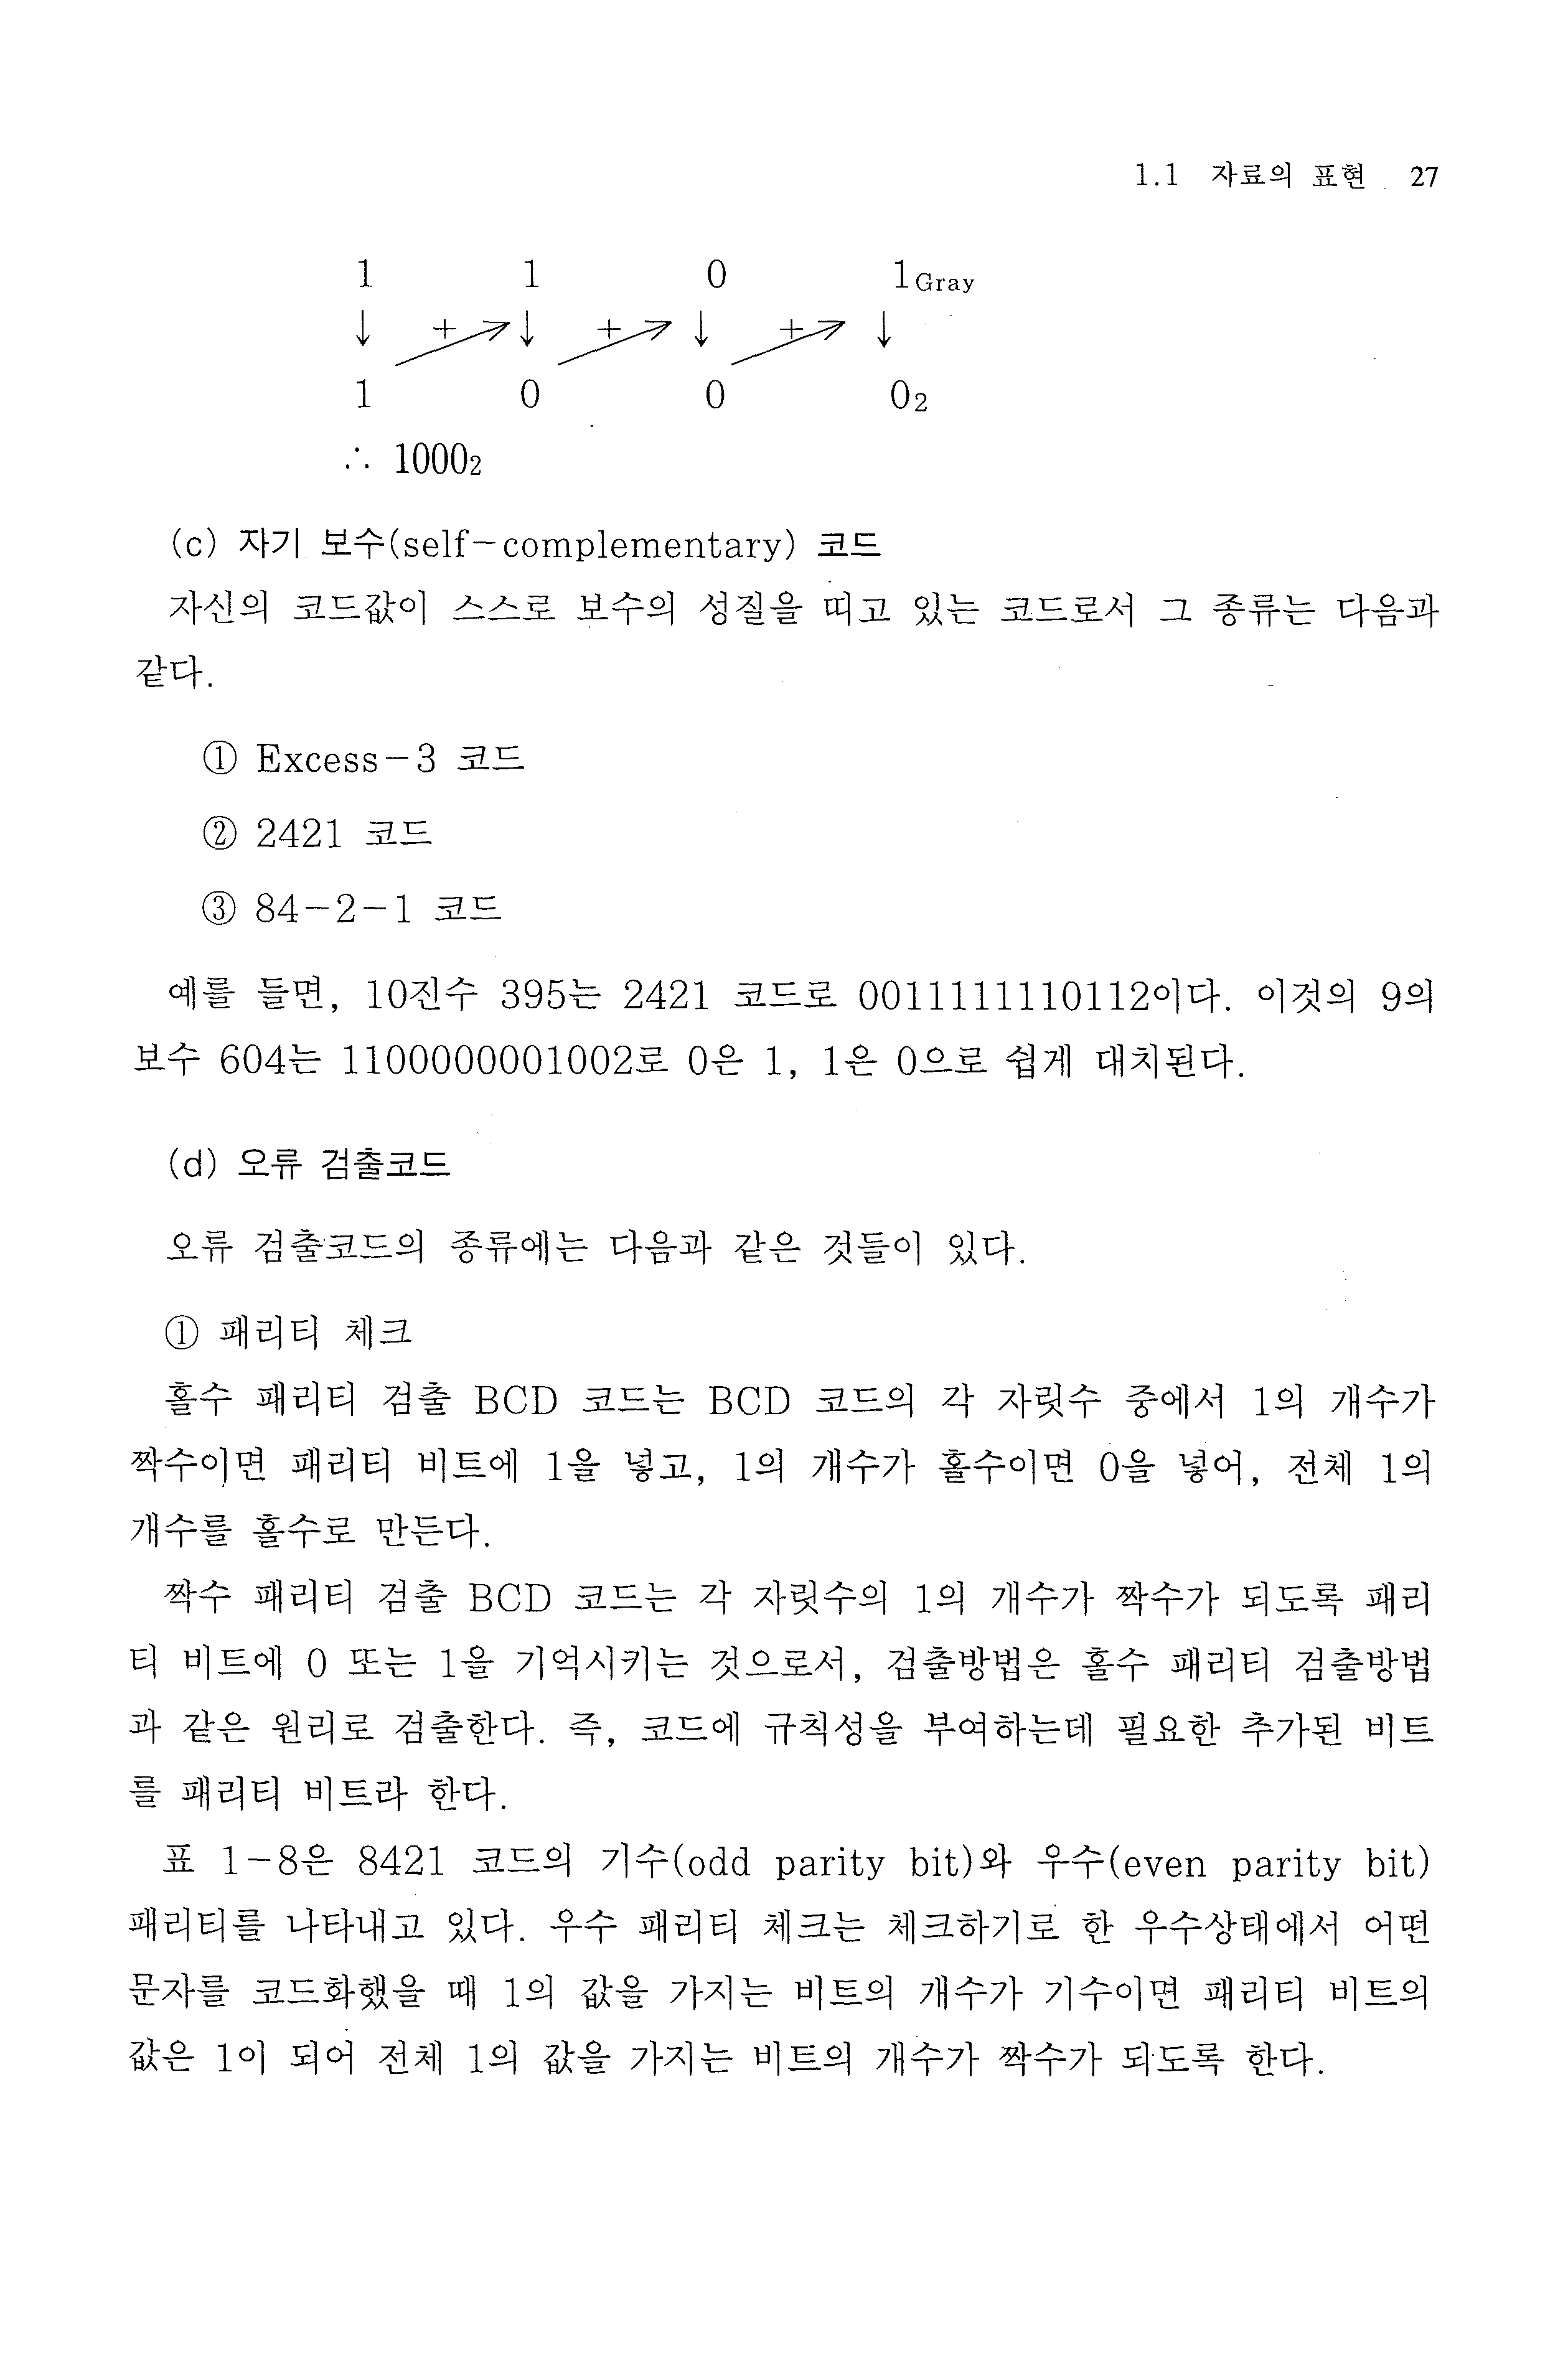 1.1 자료의 표현 27
1 1 0 1Gray
↓ +↗ ↓ +↗ ↓ +↗ ↓
1 0 0 02
∴ 10002
(c) 자기 보수(self-complementary) 코드
자신의 코드값이 스스로 보수의 성질을 띠고 있는 코드로서 그 종류는 다음과
같다.
① Excess-3 코드
② 2421 코드
③ 84-2-1 코드
예를 들면, 10진수 395는 2421 코드로 0011111110112이다. 이것의 9의
보수 604는 1100000001002로 0은 1, 1은 0으로 쉽게 대치된다.
(d) 오류 검출코드
오류 검출코드의 종류에는 다음과 같은 것들이 있다.
① 패리티 체크
홀수 패리티 검출 BCD 코드는 BCD 코드의 각 자릿수 중에서 1의 개수가
짝수이면 패리티 비트에 1을 넣고, 1의 개수가 홀수이면 0을 넣어, 전체 1의
개수를 홀수로 만든다.
짝수 패리티 검출 BCD 코드는 각 자릿수의 1의 개수가 짝수가 되도록 패리
티 비트에 0 또는 1을 기억시키는 것으로서, 검출방법은 홀수 패리티 검출방법
과 같은 원리로 검출한다. 즉, 코드에 규칙성을 부여하는데 필요한 추가된 비트
를 패리티 비트라 한다.
표 1-8은 8421 코드의 기수(odd parity bit)와 우수(even parity bit)
패리티를 나타내고 있다. 우수 패리티 체크는 체크하기로 한 우수상태에서 어떤
문자를 코드화했을 때 1의 값을 가지는 비트의 개수가 기수이면 패리티 비트의
값은 1이 되어 전체 1의 값을 가지는 비트의 개수가 짝수가 되도록 한다.